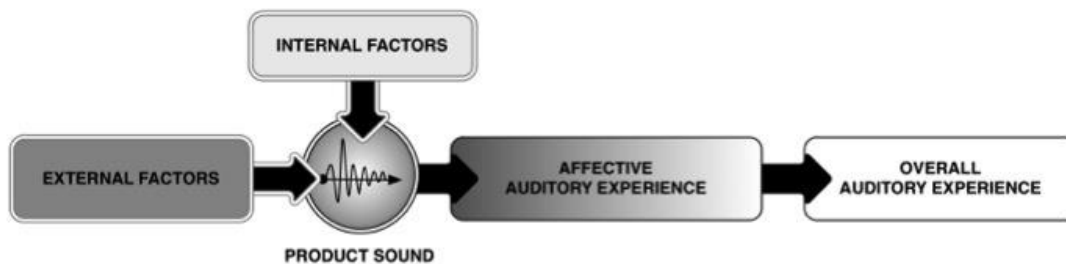 INTERNAL FACTORS
EXTERNAL FACTORS
AFFECTIVE
AUDITORY EXPERIENCE
OVERALL
AUDITORY EXPERIENCE
PRODUCT SOUND